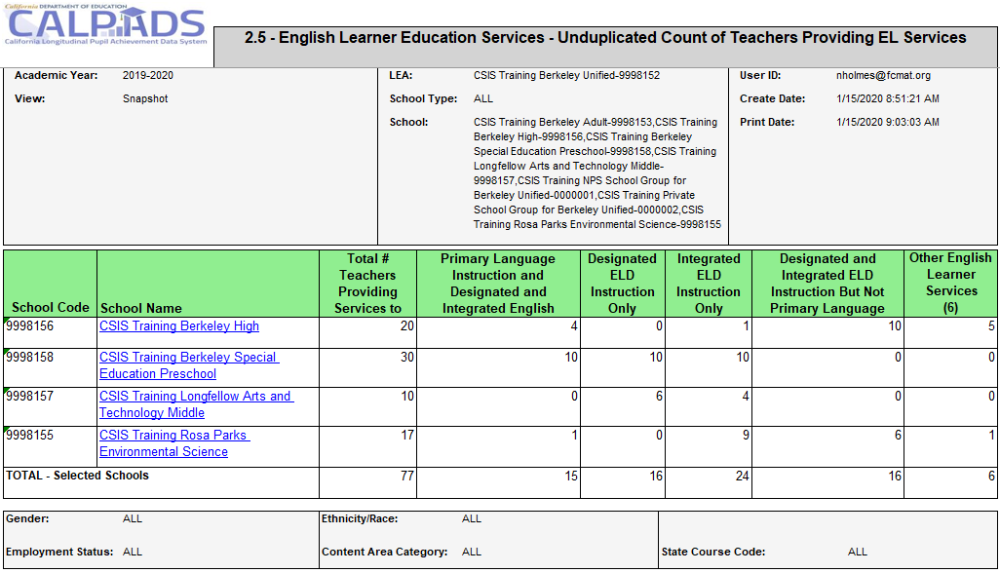 California DEPARTMENT OF EDUCATION
CALPADS
California Longitudinal Pupil Achievement Data System
2.5 - English Learner Education Services - Unduplicated Count of Teachers Providing EL Services
Academic Year: 2019-2020
View: Snapshot
LEA: CSIS Training Berkeley Unified-9998152
School Type: ALL
School: CSIS Training Berkeley Adult-9998153,CSIS Training
Berkeley High-9998156,CSIS Training Berkeley
Special Education Preschool-9998158,CSIS Training
Longfellow Arts and Technology Middle-
9998157,CSIS Training NPS School Group for
Berkeley Unified-0000001,CSIS Training Private
School Group for Berkeley Unified-0000002,CSIS
Training Rosa Parks Environmental Science-9998155
User ID: nholmes@fcmat.org
Create Date: 1/15/2020 8:51:21 AM
Print Date: 1/15/2020 9:03:03 AM
School Code
School Name
Total #
Teachers
Providing
Services to
Primary Language
Instruction and
Designated and
Integrated English
Designated
ELD
Instruction
Only
Integrated
ELD
Instruction
Only
Designated and
Integrated ELD
Instruction But Not
Primary Language
Other English
Learner
Services
(6)
9998156 CSIS Training Berkeley High 20 4 0 1 10 5
9998158 CSIS Training Berkeley Special 30 10 10 10 0 0
Education Preschool
9998157 CSIS Training Longfellow Arts and 10 0 6 4 0 0
Technology Middle
9998155 CSIS Training Rosa Parks 17 1 0 9 6 1
Environmental Science
TOTAL - Selected Schools 77 15 16 24 16 6
Gender: ALL
Ethnicity/Race: ALL
Employment Status: ALL
Content Area Category: ALL
State Course Code: ALL